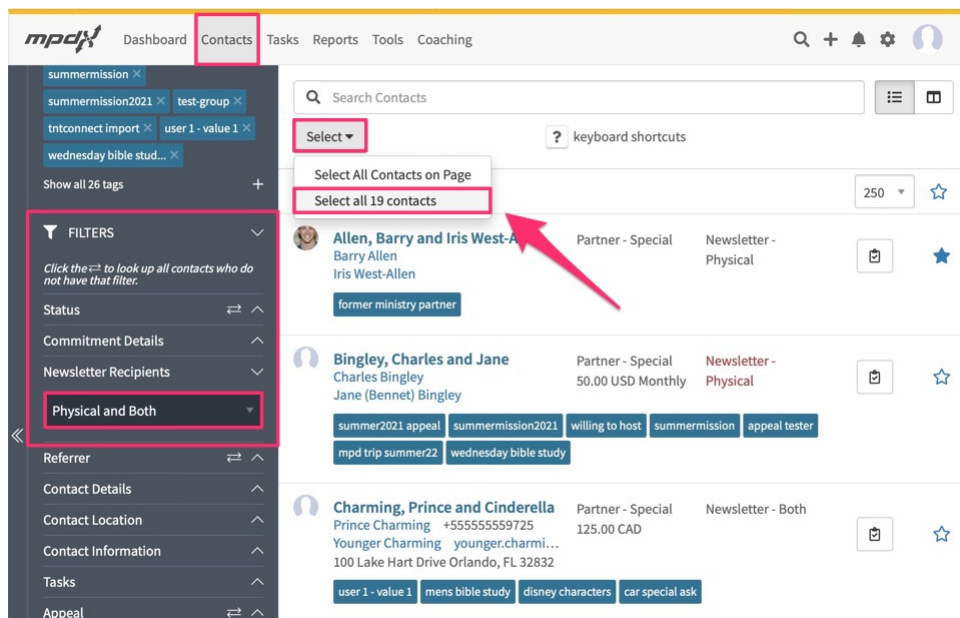 mpdx Dashboard Contacts Tasks Reports Tools Coaching
summermission ×
summermission2021 × test-group ×
tntconnect import × user 1 - value 1 ×
wednesday bible stud... ×
Show all 26 tags +
FILTERS
Click the ⇄ to look up all contacts who do
not have that filter.
Status
Commitment Details
Newsletter Recipients
Physical and Both
Referrer
Contact Details
Contact Location
Contact Information
Tasks
Appeal
Search Contacts
Select ? keyboard shortcuts
Select All Contacts on Page
Select all 19 contacts
250
Allen, Barry and Iris West-A
Barry Allen
Iris West-Allen
Partner - Special
Newsletter -
Physical
former ministry partner
Bingley, Charles and Jane
Charles Bingley
Jane (Bennet) Bingley
Partner - Special
50.00 USD Monthly
Newsletter -
Physical
summer2021 appeal summermission2021 willing to host summermission appeal tester
mpd trip summer22 wednesday bible study
Charming, Prince and Cinderella
Prince Charming +555555559725
Younger Charming younger.charmi...
100 Lake Hart Drive Orlando, FL 32832
Partner - Special
125.00 CAD
Newsletter - Both
user 1 - value 1 mens bible study disney characters car special ask